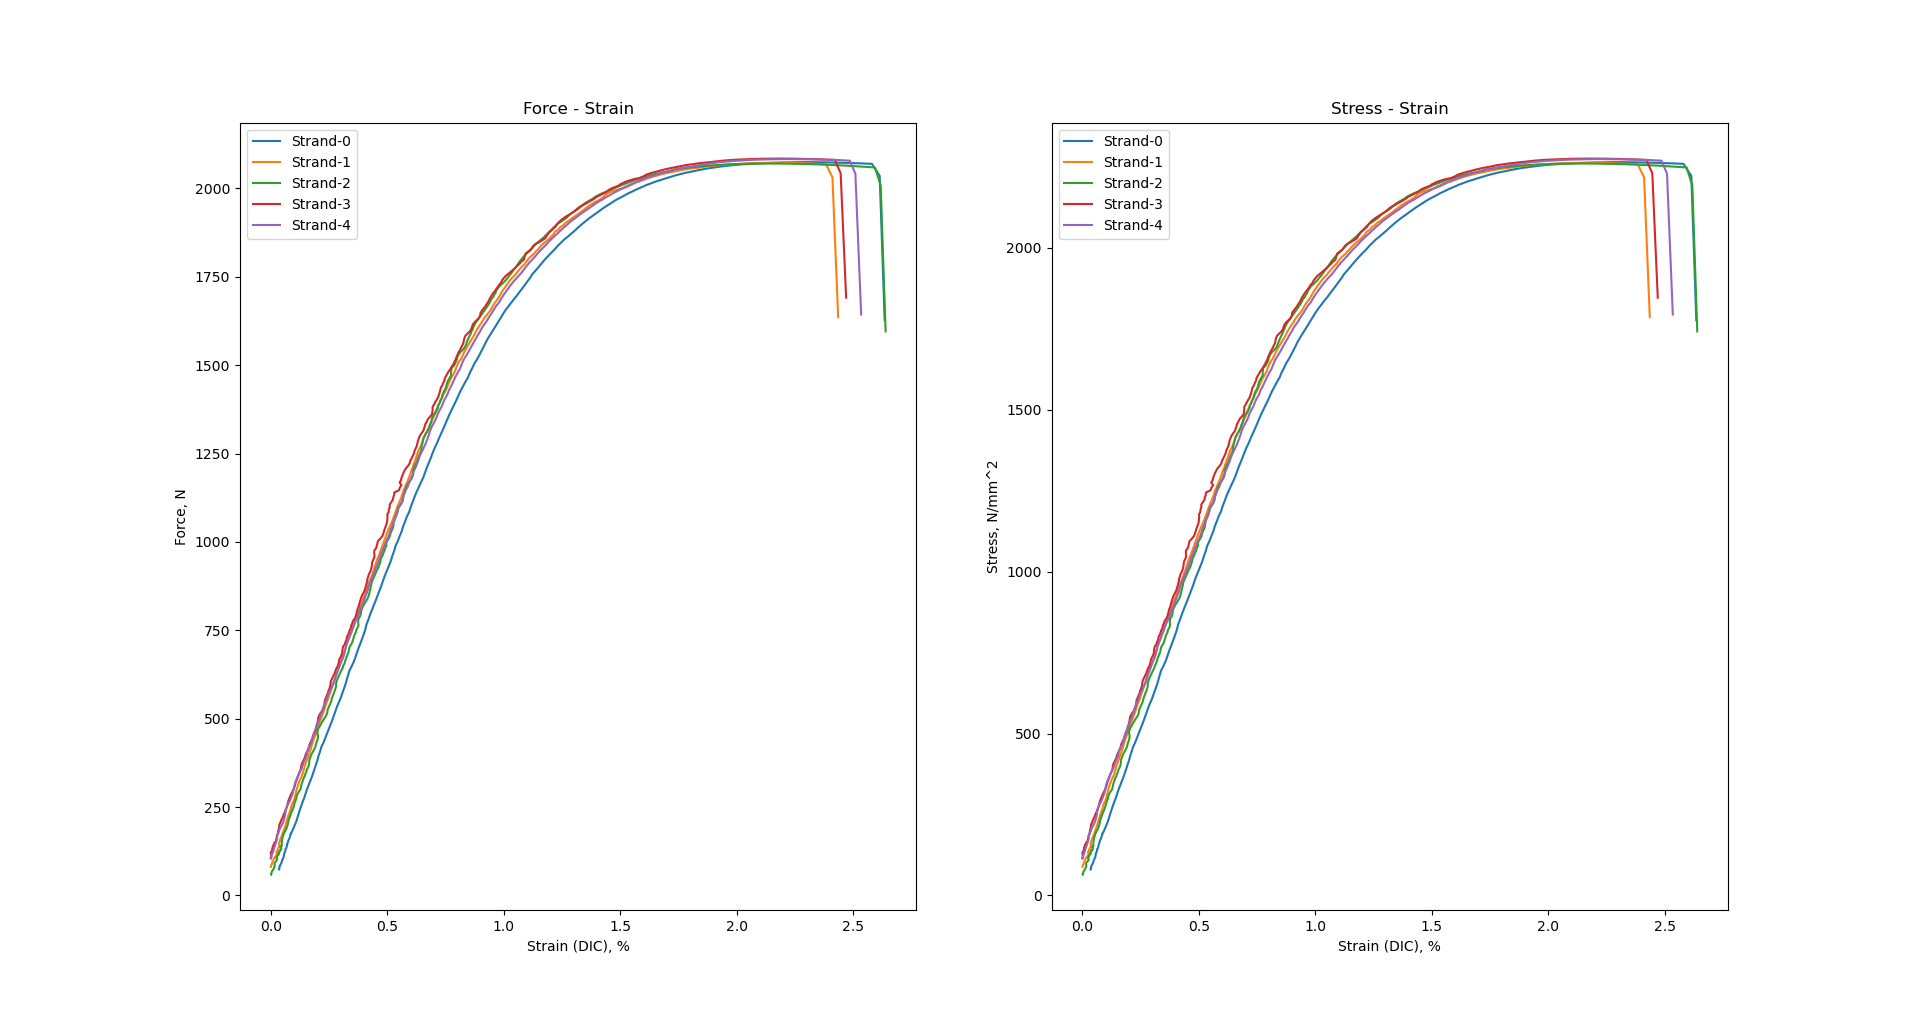 Force - Strain
Strand-0
Strand-1
Strand-2
Strand-3
Strand-4
2000
1750
1500
1250
1000
750
500
250
0
Force, N
0.0 0.5 1.0 1.5 2.0 2.5
Strain (DIC), %
Stress - Strain
Strand-0
Strand-1
Strand-2
Strand-3
Strand-4
2000
1500
1000
500
0
Stress, N/mm^2
0.0 0.5 1.0 1.5 2.0 2.5
Strain (DIC), %